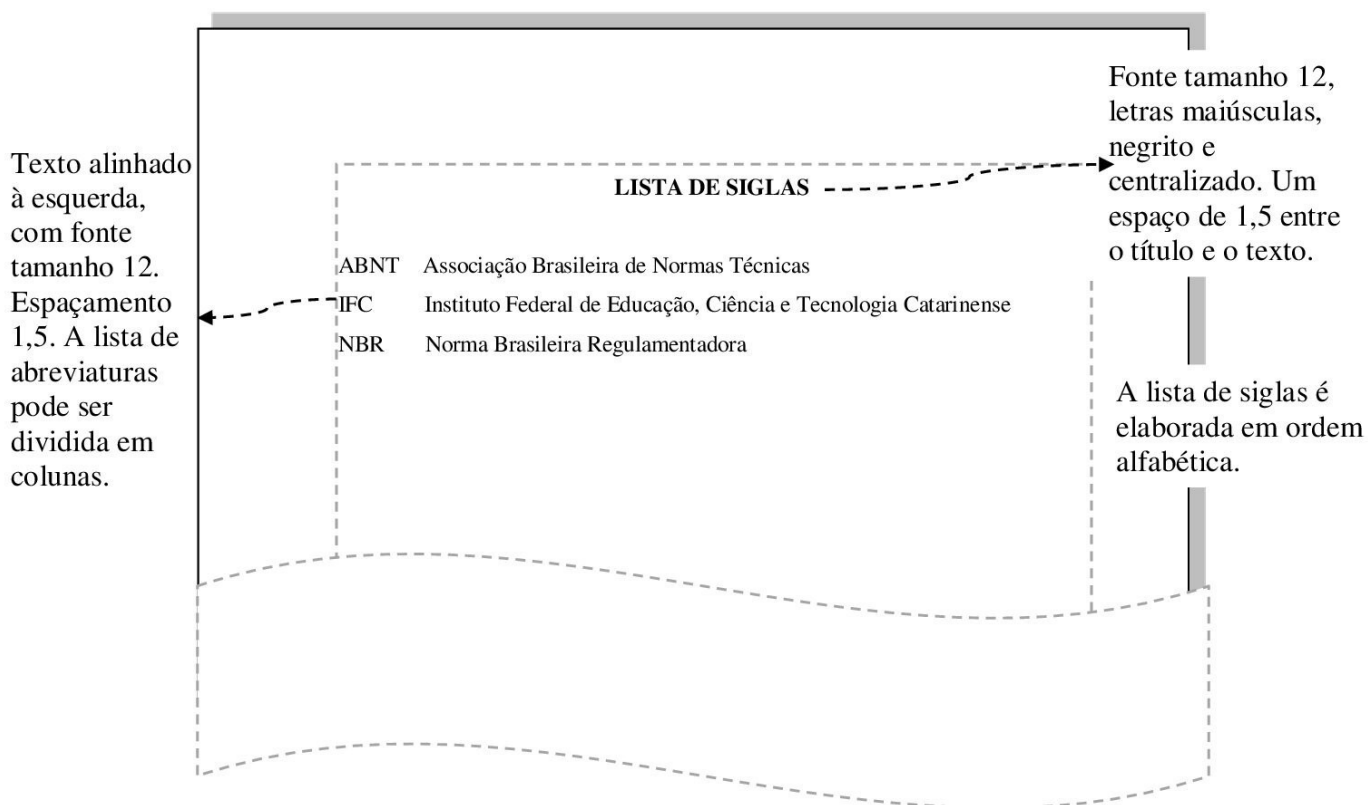 Texto alinhado
à esquerda,
com fonte
tamanho 12.
Espaçamento
1,5. A lista de
abreviaturas
pode ser
dividida em
colunas.
LISTA DE SIGLAS
ABNT Associação Brasileira de Normas Técnicas
IFC Instituto Federal de Educação, Ciência e Tecnologia Catarinense
NBR Norma Brasileira Regulamentadora
Fonte tamanho 12,
letras maiúsculas,
negrito e
centralizado. Um
espaço de 1,5 entre
o título e o texto.
A lista de siglas é
elaborada em ordem
alfabética.